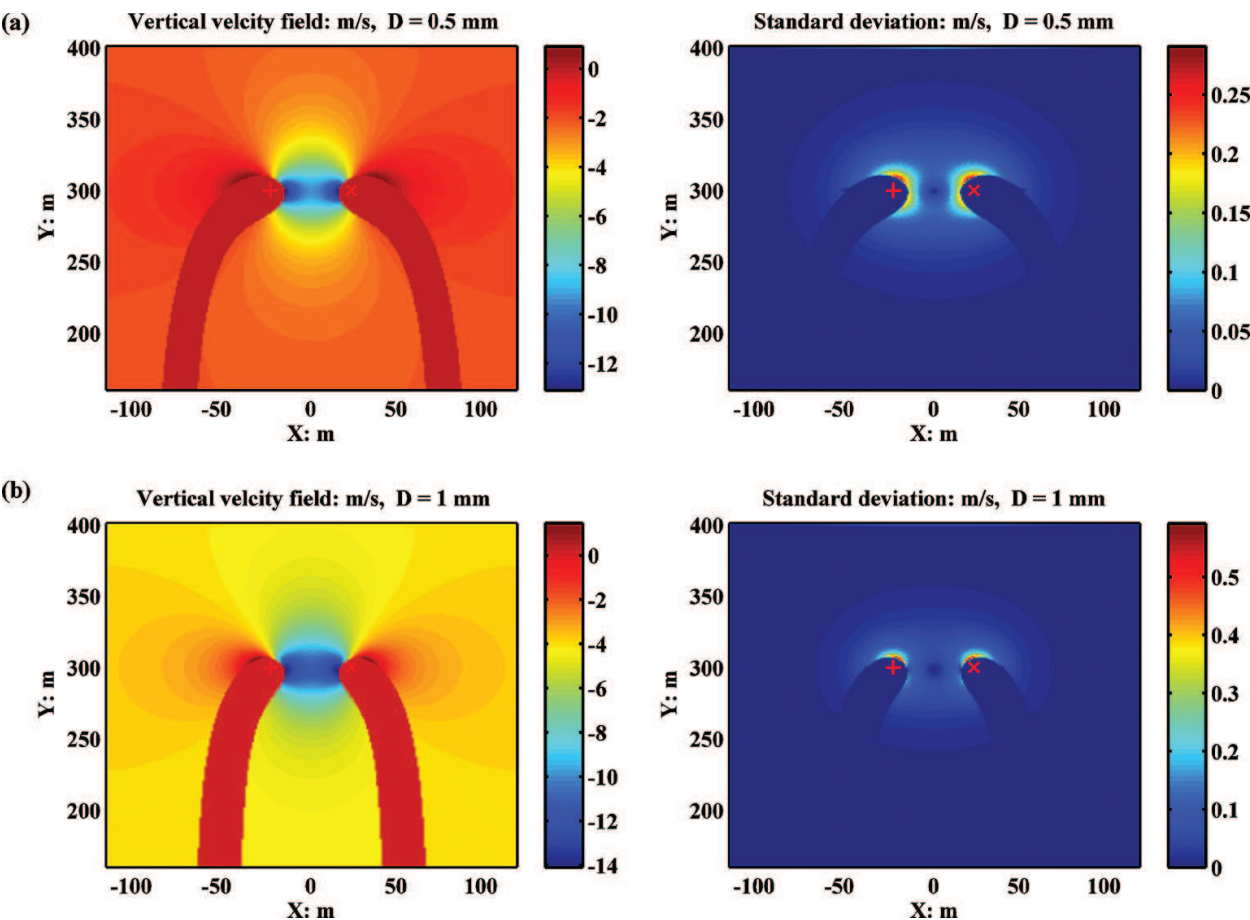 (a)
Vertical velcity field: m/s, D = 0.5 mm
Standard deviation: m/s, D = 0.5 mm
400
350
300
250
200
Y: m
-100 -50 0 50 100
X: m
0
-2
-4
-6
-8
-10
-12
400
350
300
250
200
Y: m
-100 -50 0 50 100
X: m
0.25
0.2
0.15
0.1
0.05
0
(b)
Vertical velcity field: m/s, D = 1 mm
Standard deviation: m/s, D = 1 mm
400
350
300
250
200
Y: m
-100 -50 0 50 100
X: m
0
-2
-4
-6
-8
-10
-12
-14
400
350
300
250
200
Y: m
-100 -50 0 50 100
X: m
0.5
0.4
0.3
0.2
0.1
0